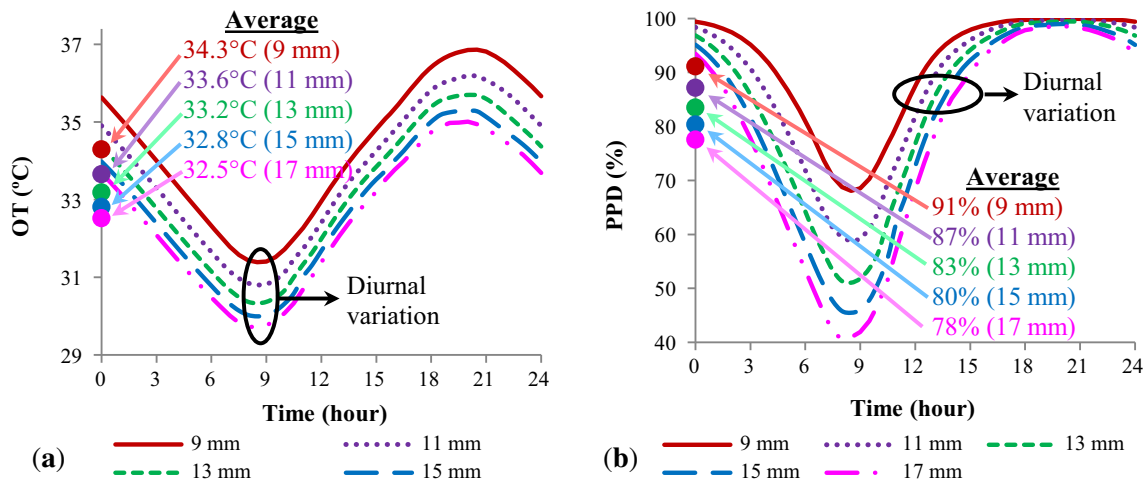 Average
34.3°C (9 mm)
33.6°C (11 mm)
33.2°C (13 mm)
32.8°C (15 mm)
32.5°C (17 mm)
37
35
33
31
29
OT (ºC)
Diurnal
variation
0 3 6 9 12 15 18 21 24
Time (hour)
9 mm 11 mm
13 mm 15 mm
(a)
100
90
80
70
60
50
40
PPD (%)
Diurnal
variation
Average
91% (9 mm)
87% (11 mm)
83% (13 mm)
80% (15 mm)
78% (17 mm)
0 3 6 9 12 15 18 21 24
Time (hour)
9 mm 11 mm 13 mm
15 mm 17 mm
(b)